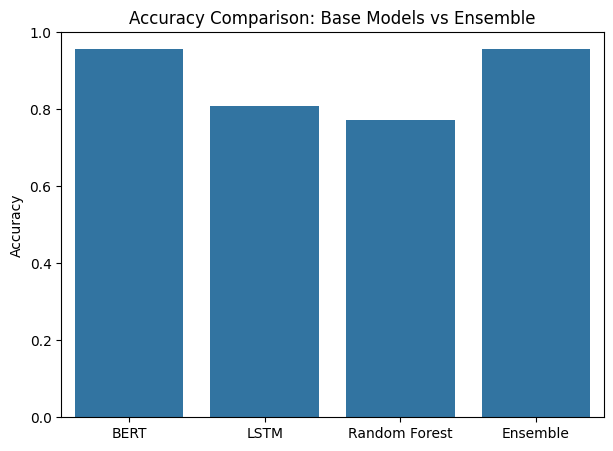 Accuracy Comparison: Base Models vs Ensemble
1.0
0.8
0.6
0.4
0.2
0.0
Accuracy
BERT LSTM Random Forest Ensemble